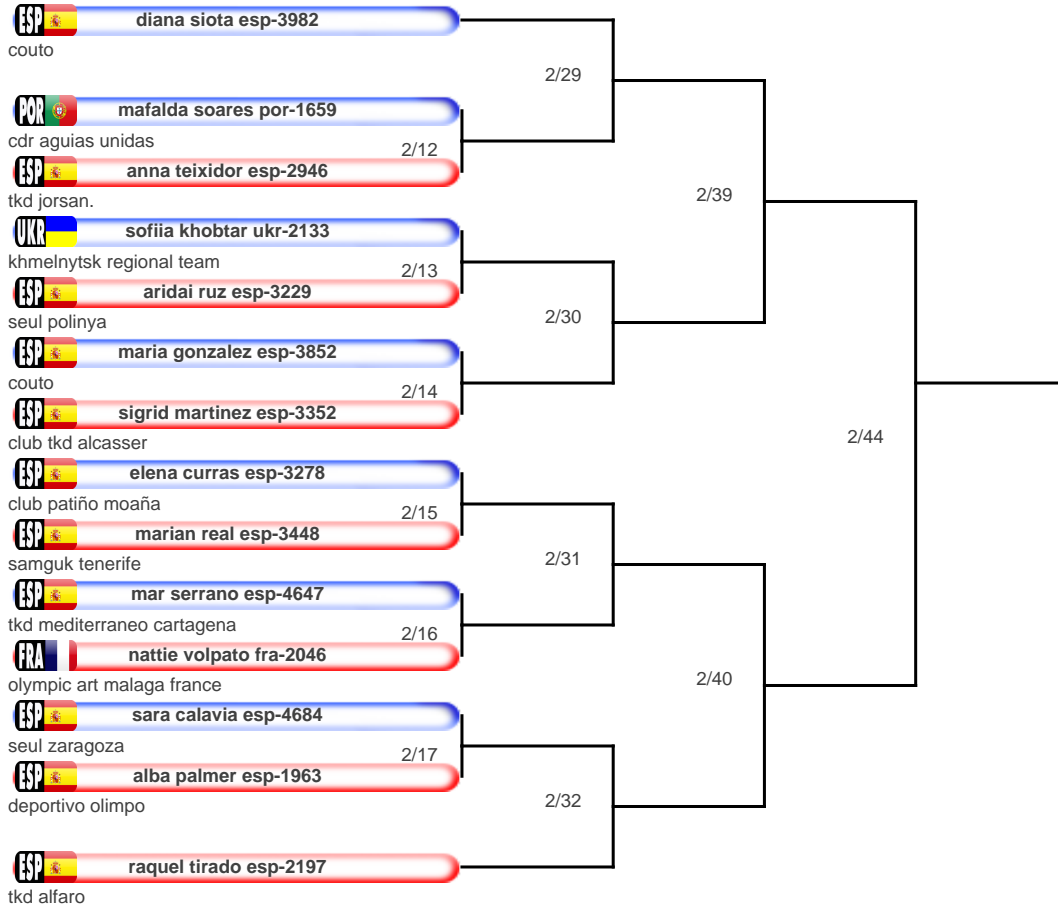 ESP diana siota esp-3982
couto
2/29
POR mafalda soares por-1659
cdr aguias unidas
2/12
ESP anna teixidor esp-2946
tkd jorsan.
2/39
UKR sofiia khobtar ukr-2133
khmelnytsk regional team
2/13
ESP aridai ruz esp-3229
seul polinya
2/30
ESP maria gonzalez esp-3852
couto
2/14
ESP sigrid martinez esp-3352
club tkd alcasser
2/44
ESP elena curras esp-3278
club patiño moaña
2/15
ESP marian real esp-3448
samguk tenerife
2/31
ESP mar serrano esp-4647
tkd mediterraneo cartagena
2/16
FRA nattie volpato fra-2046
olympic art malaga france
2/40
ESP sara calavia esp-4684
seul zaragoza
2/17
ESP alba palmer esp-1963
deportivo olimpo
2/32
ESP raquel tirado esp-2197
tkd alfaro